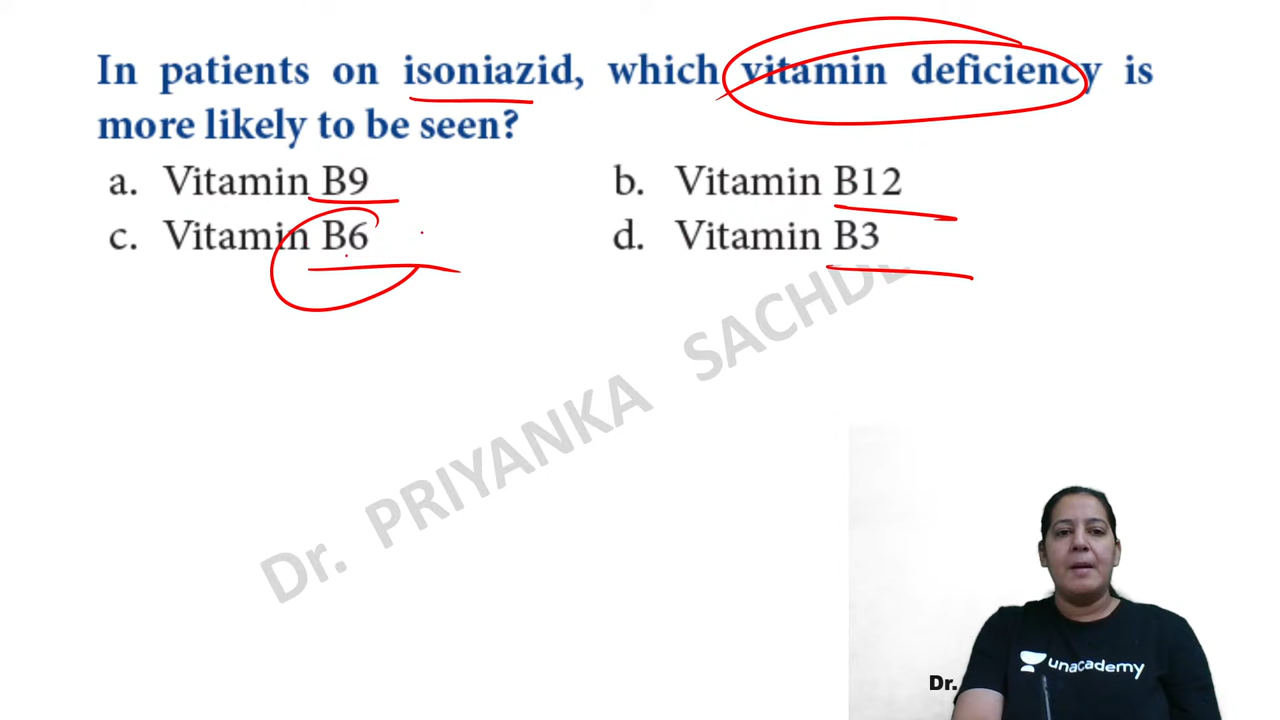 In patients on isoniazid, which vitamin deficiency is
more likely to be seen?
a. Vitamin B9
b. Vitamin B12
c. Vitamin B6
d. Vitamin B3
Dr. PRIYANKA
unacademy
Dr.